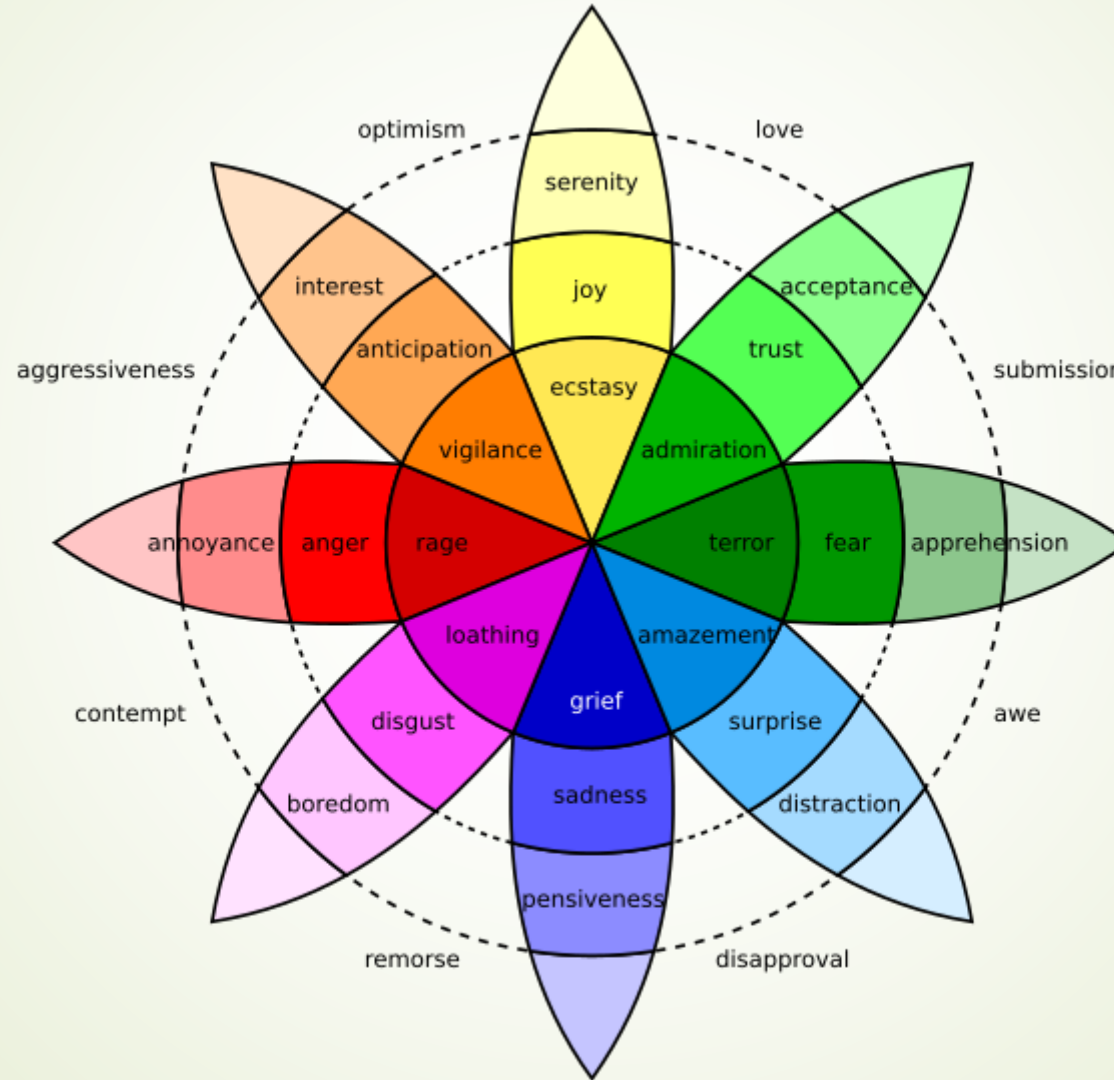 optimism
love
serenity
interest
joy
acceptance
anticipation
trust
aggressiveness
submission
ecstasy
vigilance
admiration
annoyance
anger
rage
terror
fear
apprehension
loathing
amazement
grief
contempt
awe
disgust
surprise
sadness
boredom
distraction
pensiveness
remorse
disapproval